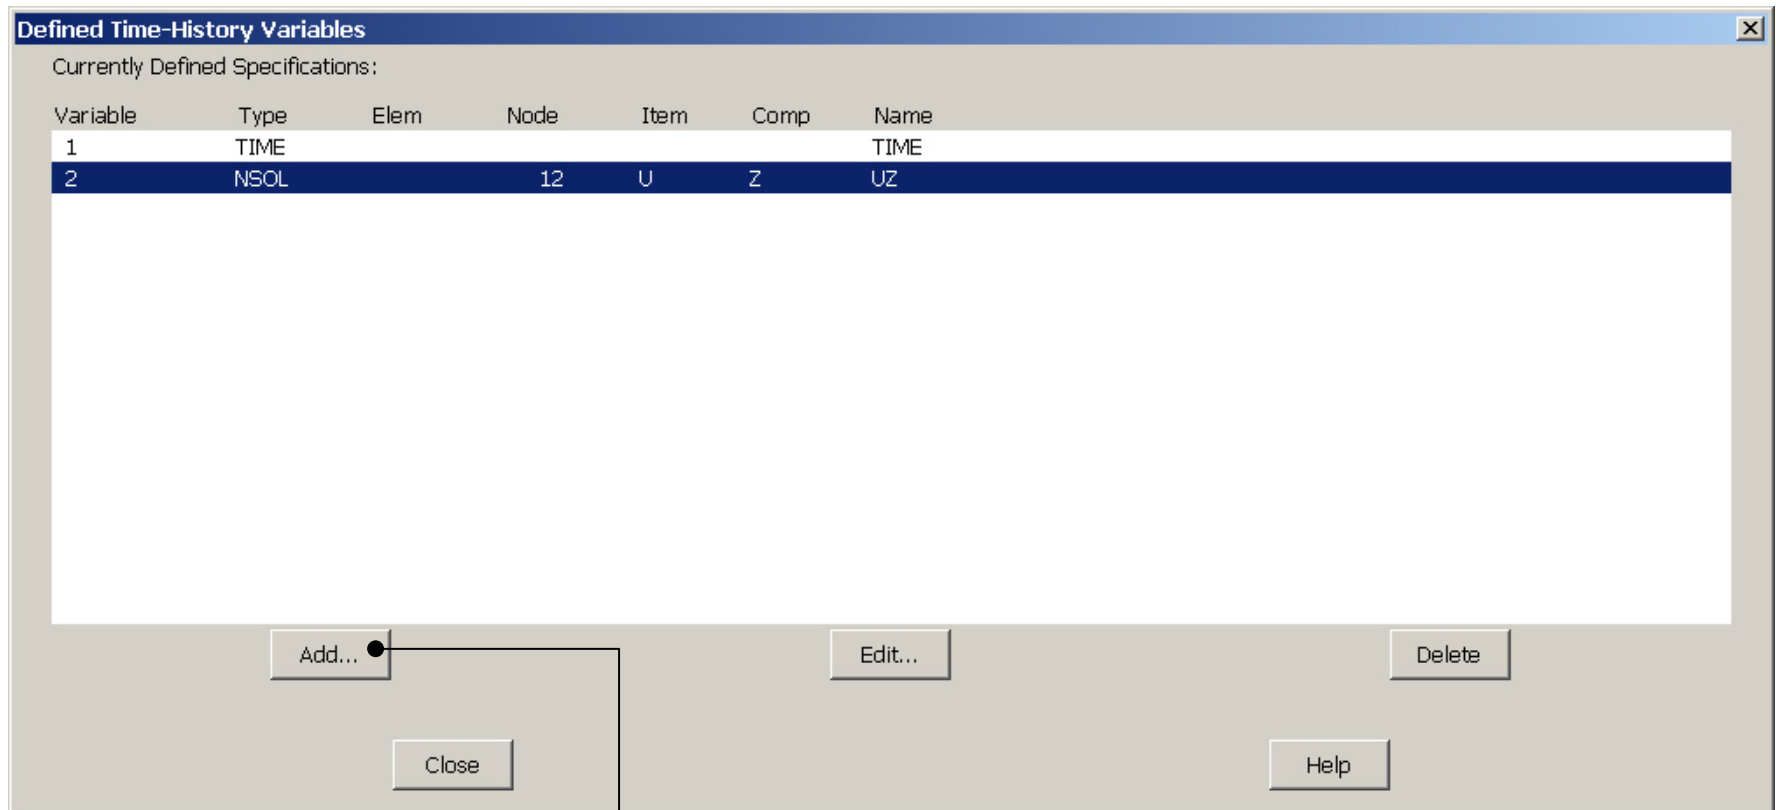 Defined Time-History Variables
Currently Defined Specifications:
Variable Type Elem Node Item Comp Name
1 TIME TIME
2 NSOL 12 U Z UZ
Add... Edit... Delete
Close Help